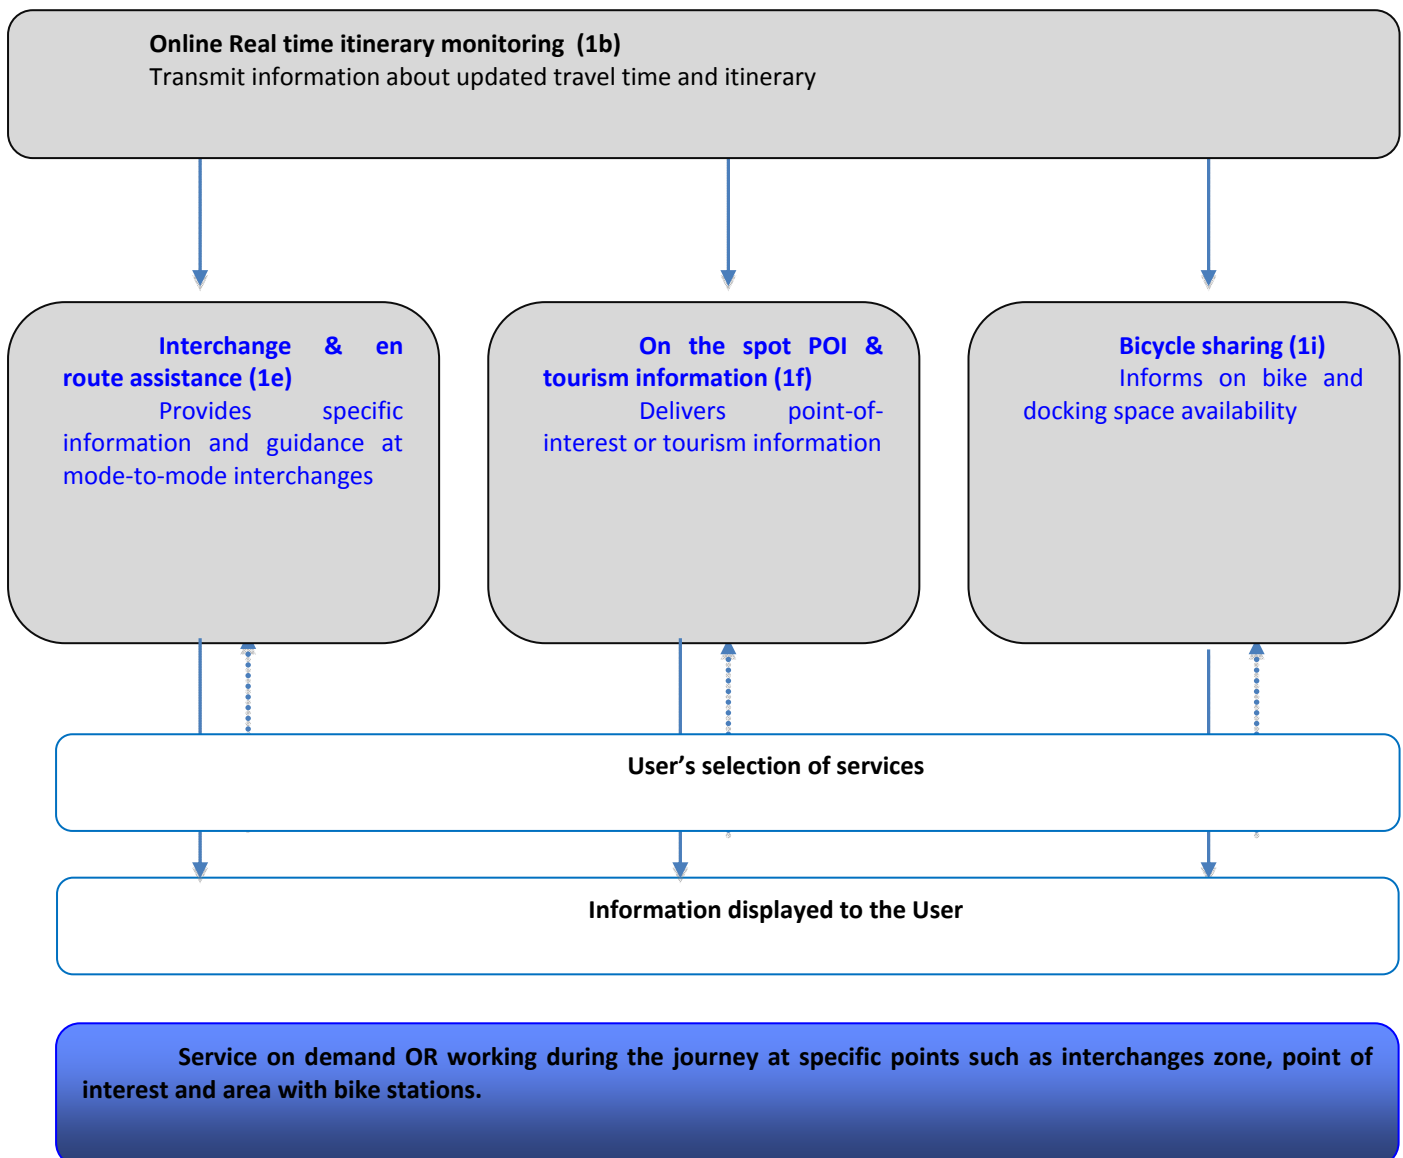 Online Real time itinerary monitoring (1b)
Transmit information about updated travel time and itinerary
Interchange & en
route assistance (1e)
Provides specific
information and guidance at
mode-to-mode interchanges
On the spot POI &
tourism information (1f)
Delivers point-of-
interest or tourism information
Bicycle sharing (1i)
Informs on bike and
docking space availability
User’s selection of services
Information displayed to the User
Service on demand OR working during the journey at specific points such as interchanges zone, point of
interest and area with bike stations.